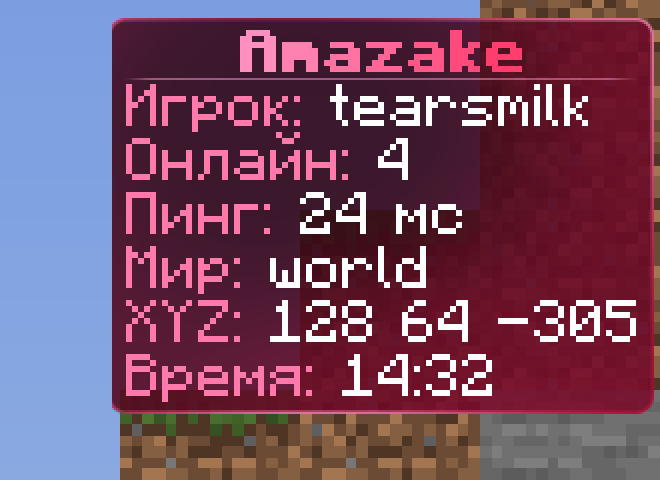 Amazake
Игрок: tearsmilk
Онлайн: 4
Пинг: 24 мс
Мир: world
XYZ: 128 64 -305
Время: 14:32